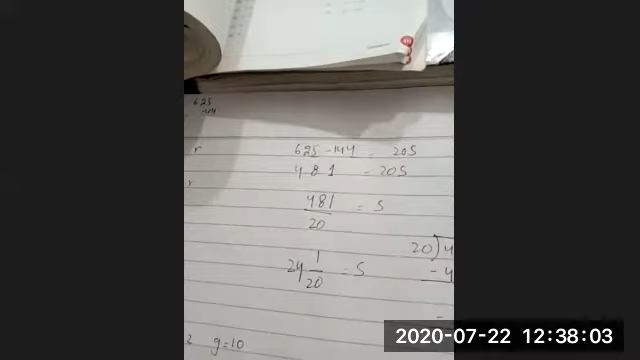 625
144
r
625 - 144 = 20S
481 = 20S
481
20
= S
20)4
- 4
24 1/20 = S
2 g=10
2020-07-22 12:38:03